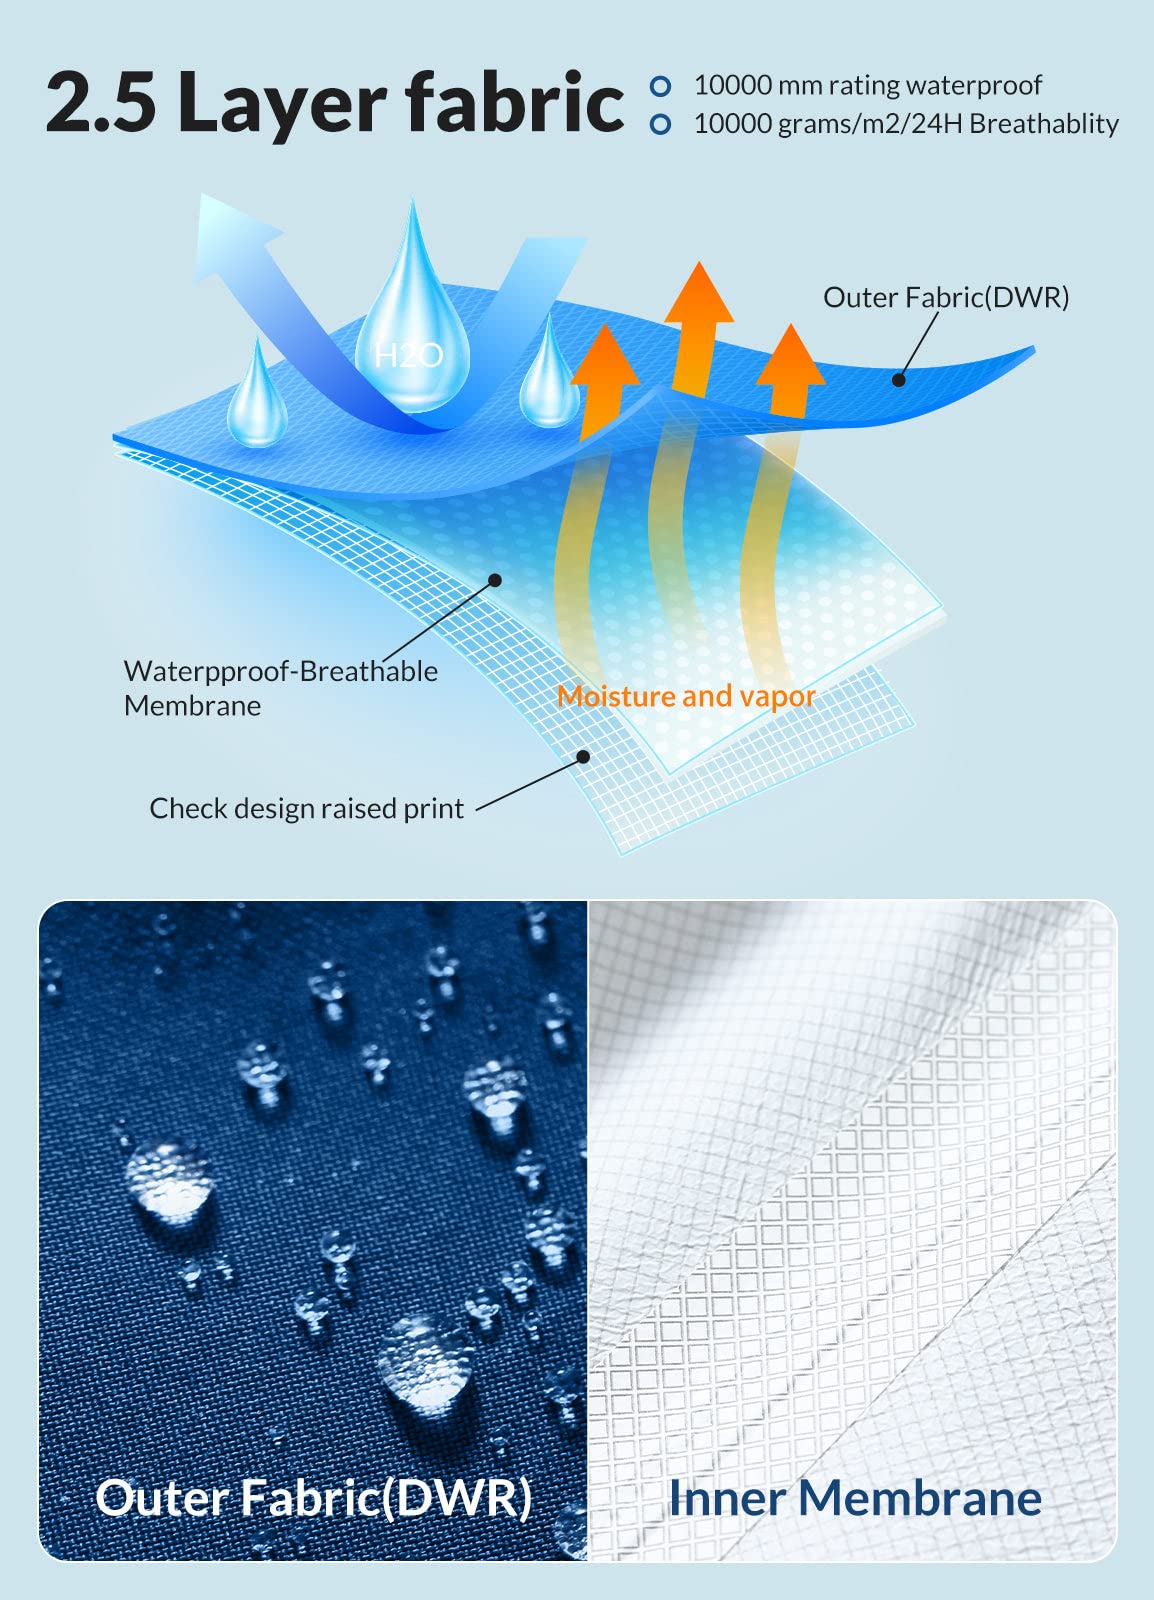 2.5 Layer fabric
10000 mm rating waterproof
10000 grams/m2/24H Breathablity
H2O
Outer Fabric(DWR)
Waterpproof-Breathable
Membrane
Moisture and vapor
Check design raised print
Outer Fabric(DWR)
Inner Membrane